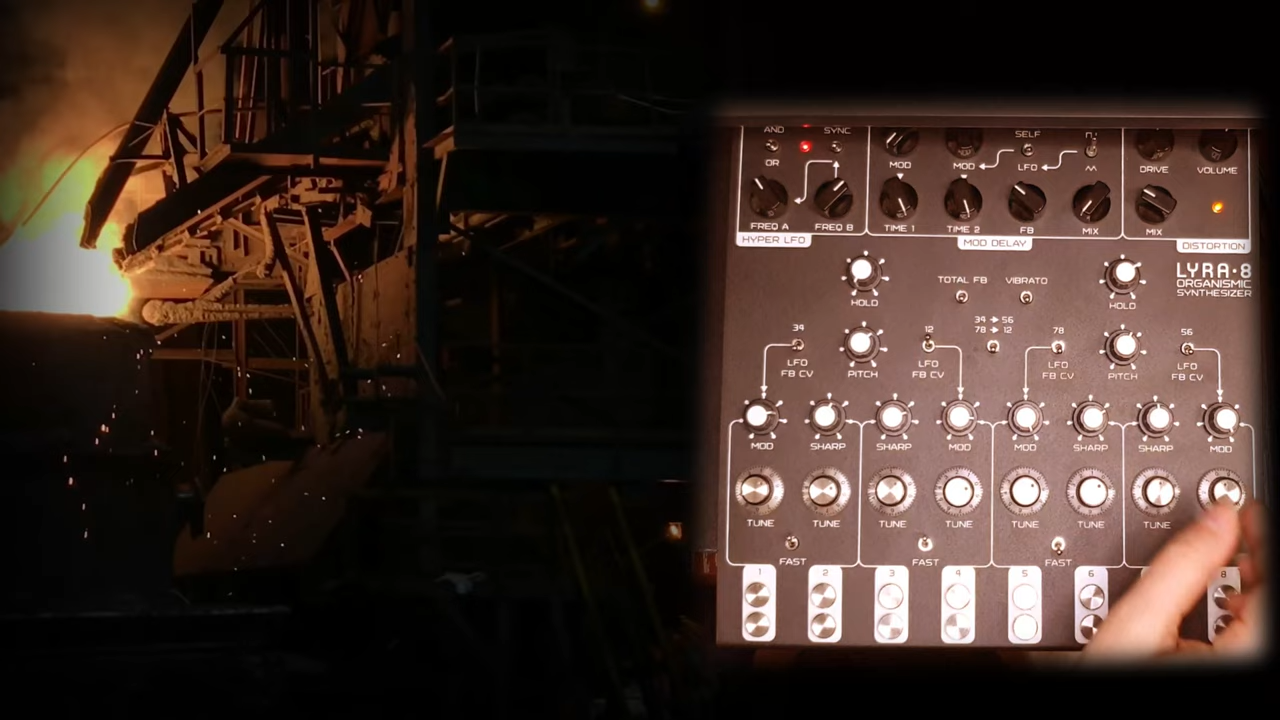 AND
SYNC
SELF
OR
MOD
MOD
LFO
DRIVE
VOLUME
FREQ A
FREQ B
TIME 1
TIME 2
FB
MIX
MIX
HYPER LFO
MOD DELAY
DISTORTION
LYRA-8
ORGANISMIC
SYNTHESIZER
TOTAL FB
VIBRATO
HOLD
HOLD
34 56
78 12
34
12
78
56
LFO
FB CV
PITCH
LFO
FB CV
LFO
FB CV
PITCH
LFO
FB CV
MOD
SHARP
SHARP
MOD
MOD
SHARP
SHARP
MOD
TUNE
TUNE
TUNE
TUNE
TUNE
TUNE
TUNE
FAST
FAST
FAST
1
2
3
4
5
6
8